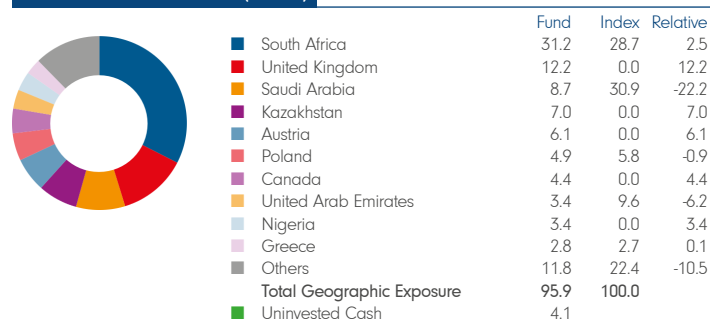 Fund Index Relative
South Africa 31.2 28.7 2.5
United Kingdom 12.2 0.0 12.2
Saudi Arabia 8.7 30.9 -22.2
Kazakhstan 7.0 0.0 7.0
Austria 6.1 0.0 6.1
Poland 4.9 5.8 -0.9
Canada 4.4 0.0 4.4
United Arab Emirates 3.4 9.6 -6.2
Nigeria 3.4 0.0 3.4
Greece 2.8 2.7 0.1
Others 11.8 22.4 -10.5
Total Geographic Exposure 95.9 100.0
Uninvested Cash 4.1